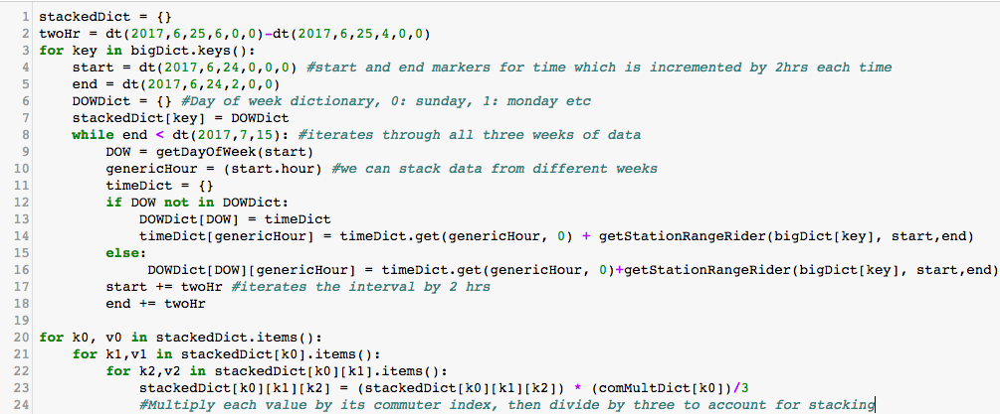 1 stackedDict = {}
2 twoHr = dt(2017,6,25,6,0,0)-dt(2017,6,25,4,0,0)
3 for key in bigDict.keys():
4     start = dt(2017,6,24,0,0,0) #start and end markers for time which is incremented by 2hrs each time
5     end = dt(2017,6,24,2,0,0)
6     DOWDict = {} #Day of week dictionary, 0: sunday, 1: monday etc
7     stackedDict[key] = DOWDict
8     while end < dt(2017,7,15): #iterates through all three weeks of data
9         DOW = getDayOfWeek(start)
10         genericHour = (start.hour) #we can stack data from different weeks
11         timeDict = {}
12         if DOW not in DOWDict:
13             DOWDict[DOW] = timeDict
14             timeDict[genericHour] = timeDict.get(genericHour, 0) + getStationRangeRider(bigDict[key], start,end)
15         else:
16              DOWDict[DOW][genericHour] = timeDict.get(genericHour, 0)+getStationRangeRider(bigDict[key], start,end)
17         start += twoHr #iterates the interval by 2 hrs
18         end += twoHr
19
20 for k0, v0 in stackedDict.items():
21     for k1,v1 in stackedDict[k0].items():
22         for k2,v2 in stackedDict[k0][k1].items():
23             stackedDict[k0][k1][k2] = (stackedDict[k0][k1][k2]) * (comMultDict[k0])/3
24             #Multiply each value by its commuter index, then divide by three to account for stacking